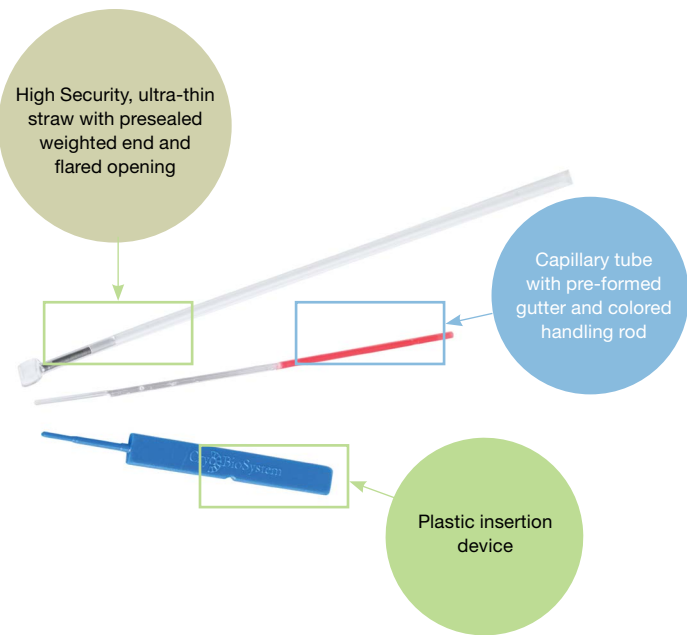 High Security, ultra-thin
straw with presealed
weighted end and
flared opening
Capillary tube
with pre-formed
gutter and colored
handling rod
CryoBioSystem
Plastic insertion
device